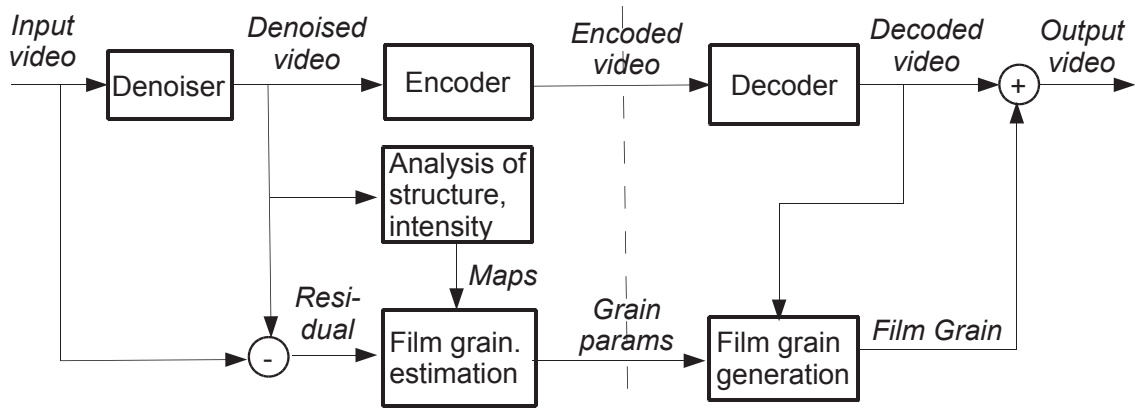 Input
video
Denoised
video
Encoded
video
Decoded
video
Output
video
Denoiser
Encoder
Decoder
+
Analysis of
structure,
intensity
Maps
Resi-
dual
Grain
params
-
Film grain.
estimation
Film grain
generation
Film Grain